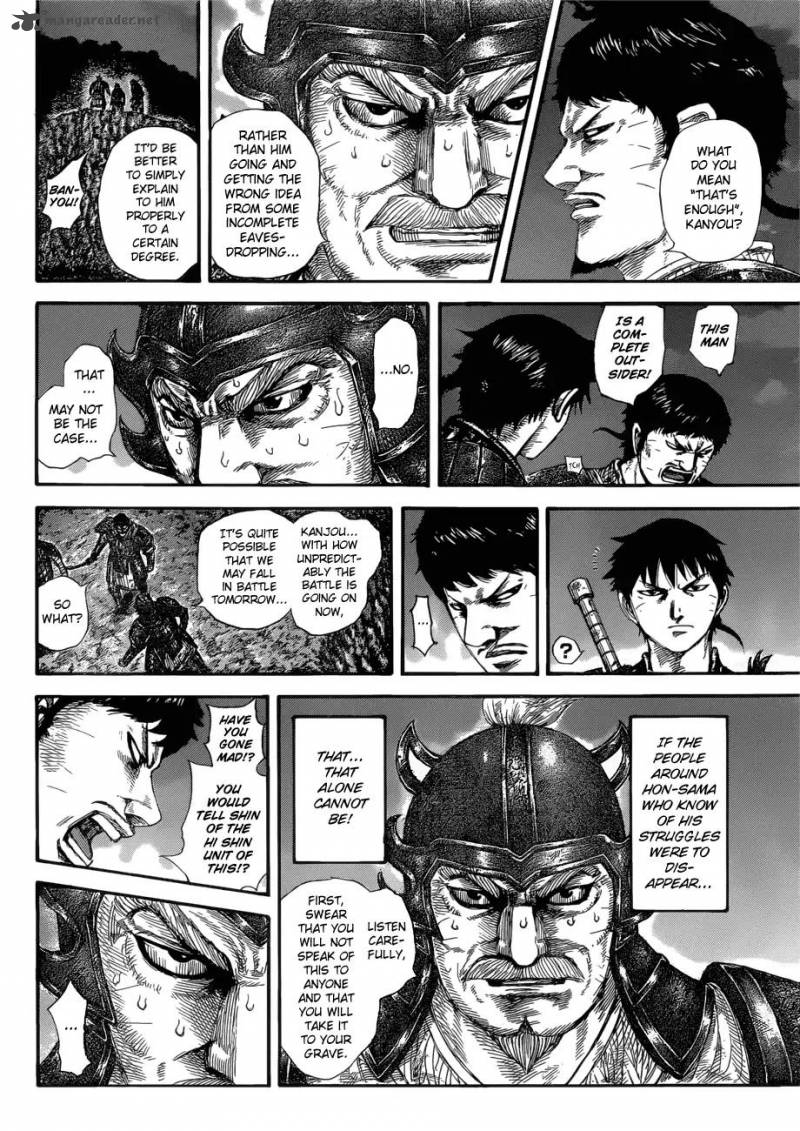 mangareader.net
WHAT
DO YOU
MEAN
"THAT'S
ENOUGH",
KANYOU?
RATHER
THAN HIM
GOING AND
GETTING THE
WRONG IDEA
FROM SOME
INCOMPLETE
EAVES-
DROPPING...
IT'D BE
BETTER
TO SIMPLY
EXPLAIN
TO HIM
PROPERLY
TO A
CERTAIN
DEGREE.
BAN-
YOU!
THIS
MAN
IS A
COM-
PLETE
OUT-
SIDER!
TCH
...NO.
THAT
...
MAY NOT
BE THE
CASE...
?
....
KANJOU...
...WITH HOW
UNPREDICT-
ABLY THE
BATTLE IS
GOING ON
NOW,
IT'S QUITE
POSSIBLE
THAT WE
MAY FALL
IN BATTLE
TOMORROW...
SO
WHAT?
IF THE
PEOPLE
AROUND
HON-SAMA
WHO KNOW
OF HIS
STRUGGLES
WERE TO
DIS-
APPEAR...
THAT...
THAT
ALONE
CANNOT
BE!
LISTEN
CARE-
FULLY,
FIRST,
SWEAR
THAT YOU
WILL NOT
SPEAK OF
THIS TO
ANYONE
AND THAT
YOU WILL
TAKE IT
TO YOUR
GRAVE.
HAVE
YOU
GONE
MAD!?
YOU
WOULD
TELL SHIN
OF THE
HI SHIN
UNIT OF
THIS!?
...